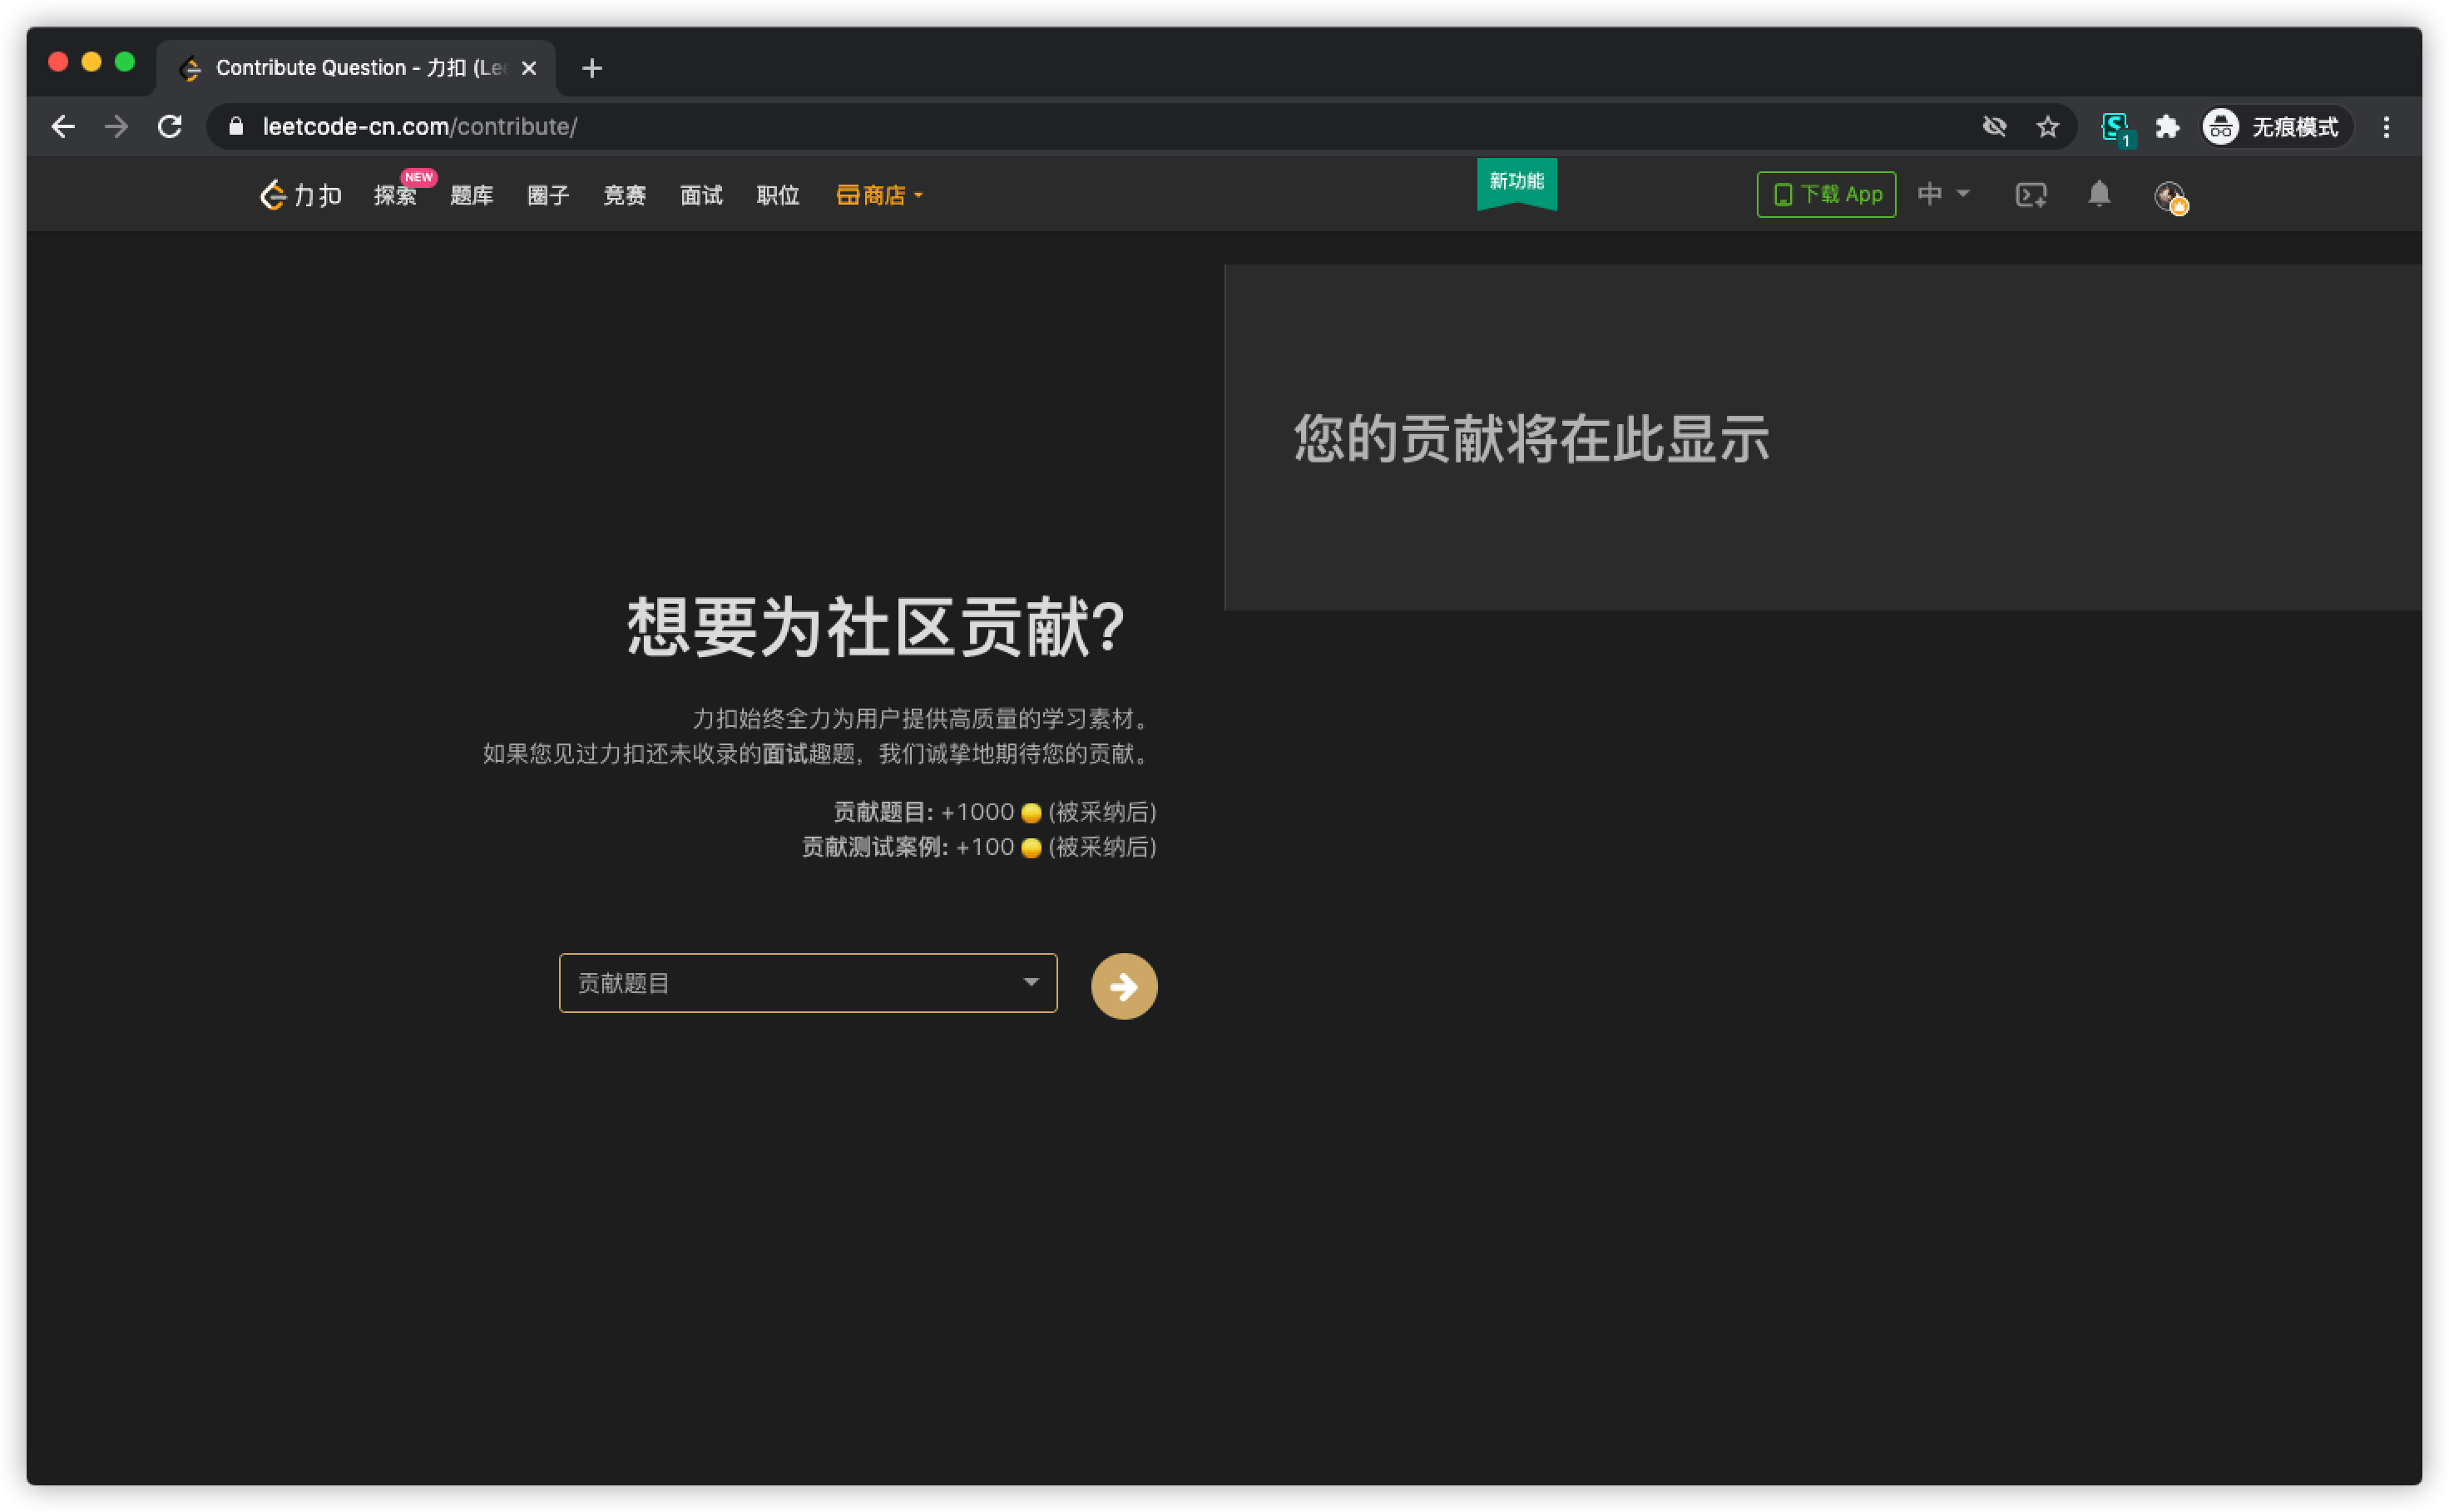 Contribute Question - 力扣 (Lee
leetcode-cn.com/contribute/
1
无痕模式
力扣 探索 NEW 题库 圈子 竞赛 面试 职位 商店 新功能 下载 App 中
您的贡献将在此显示
想要为社区贡献?
力扣始终全力为用户提供高质量的学习素材。
如果您见过力扣还未收录的面试趣题，我们诚挚地期待您的贡献。
贡献题目: +1000 (被采纳后)
贡献测试案例: +100 (被采纳后)
贡献题目